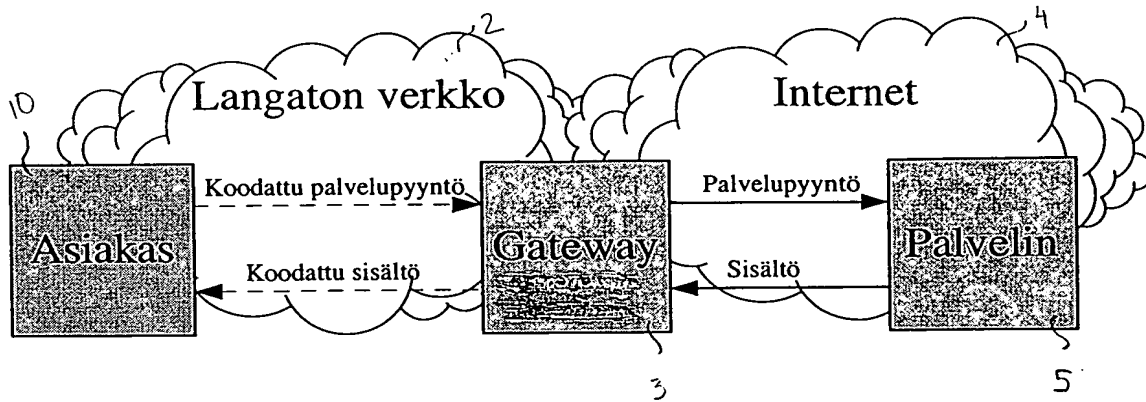 2
4
Langaton verkko
Internet
10
Koodattu palvelupyyntö
Palvelupyyntö
Asiakas
Gateway
Palvelin
Koodattu sisältö
Sisältö
3
5